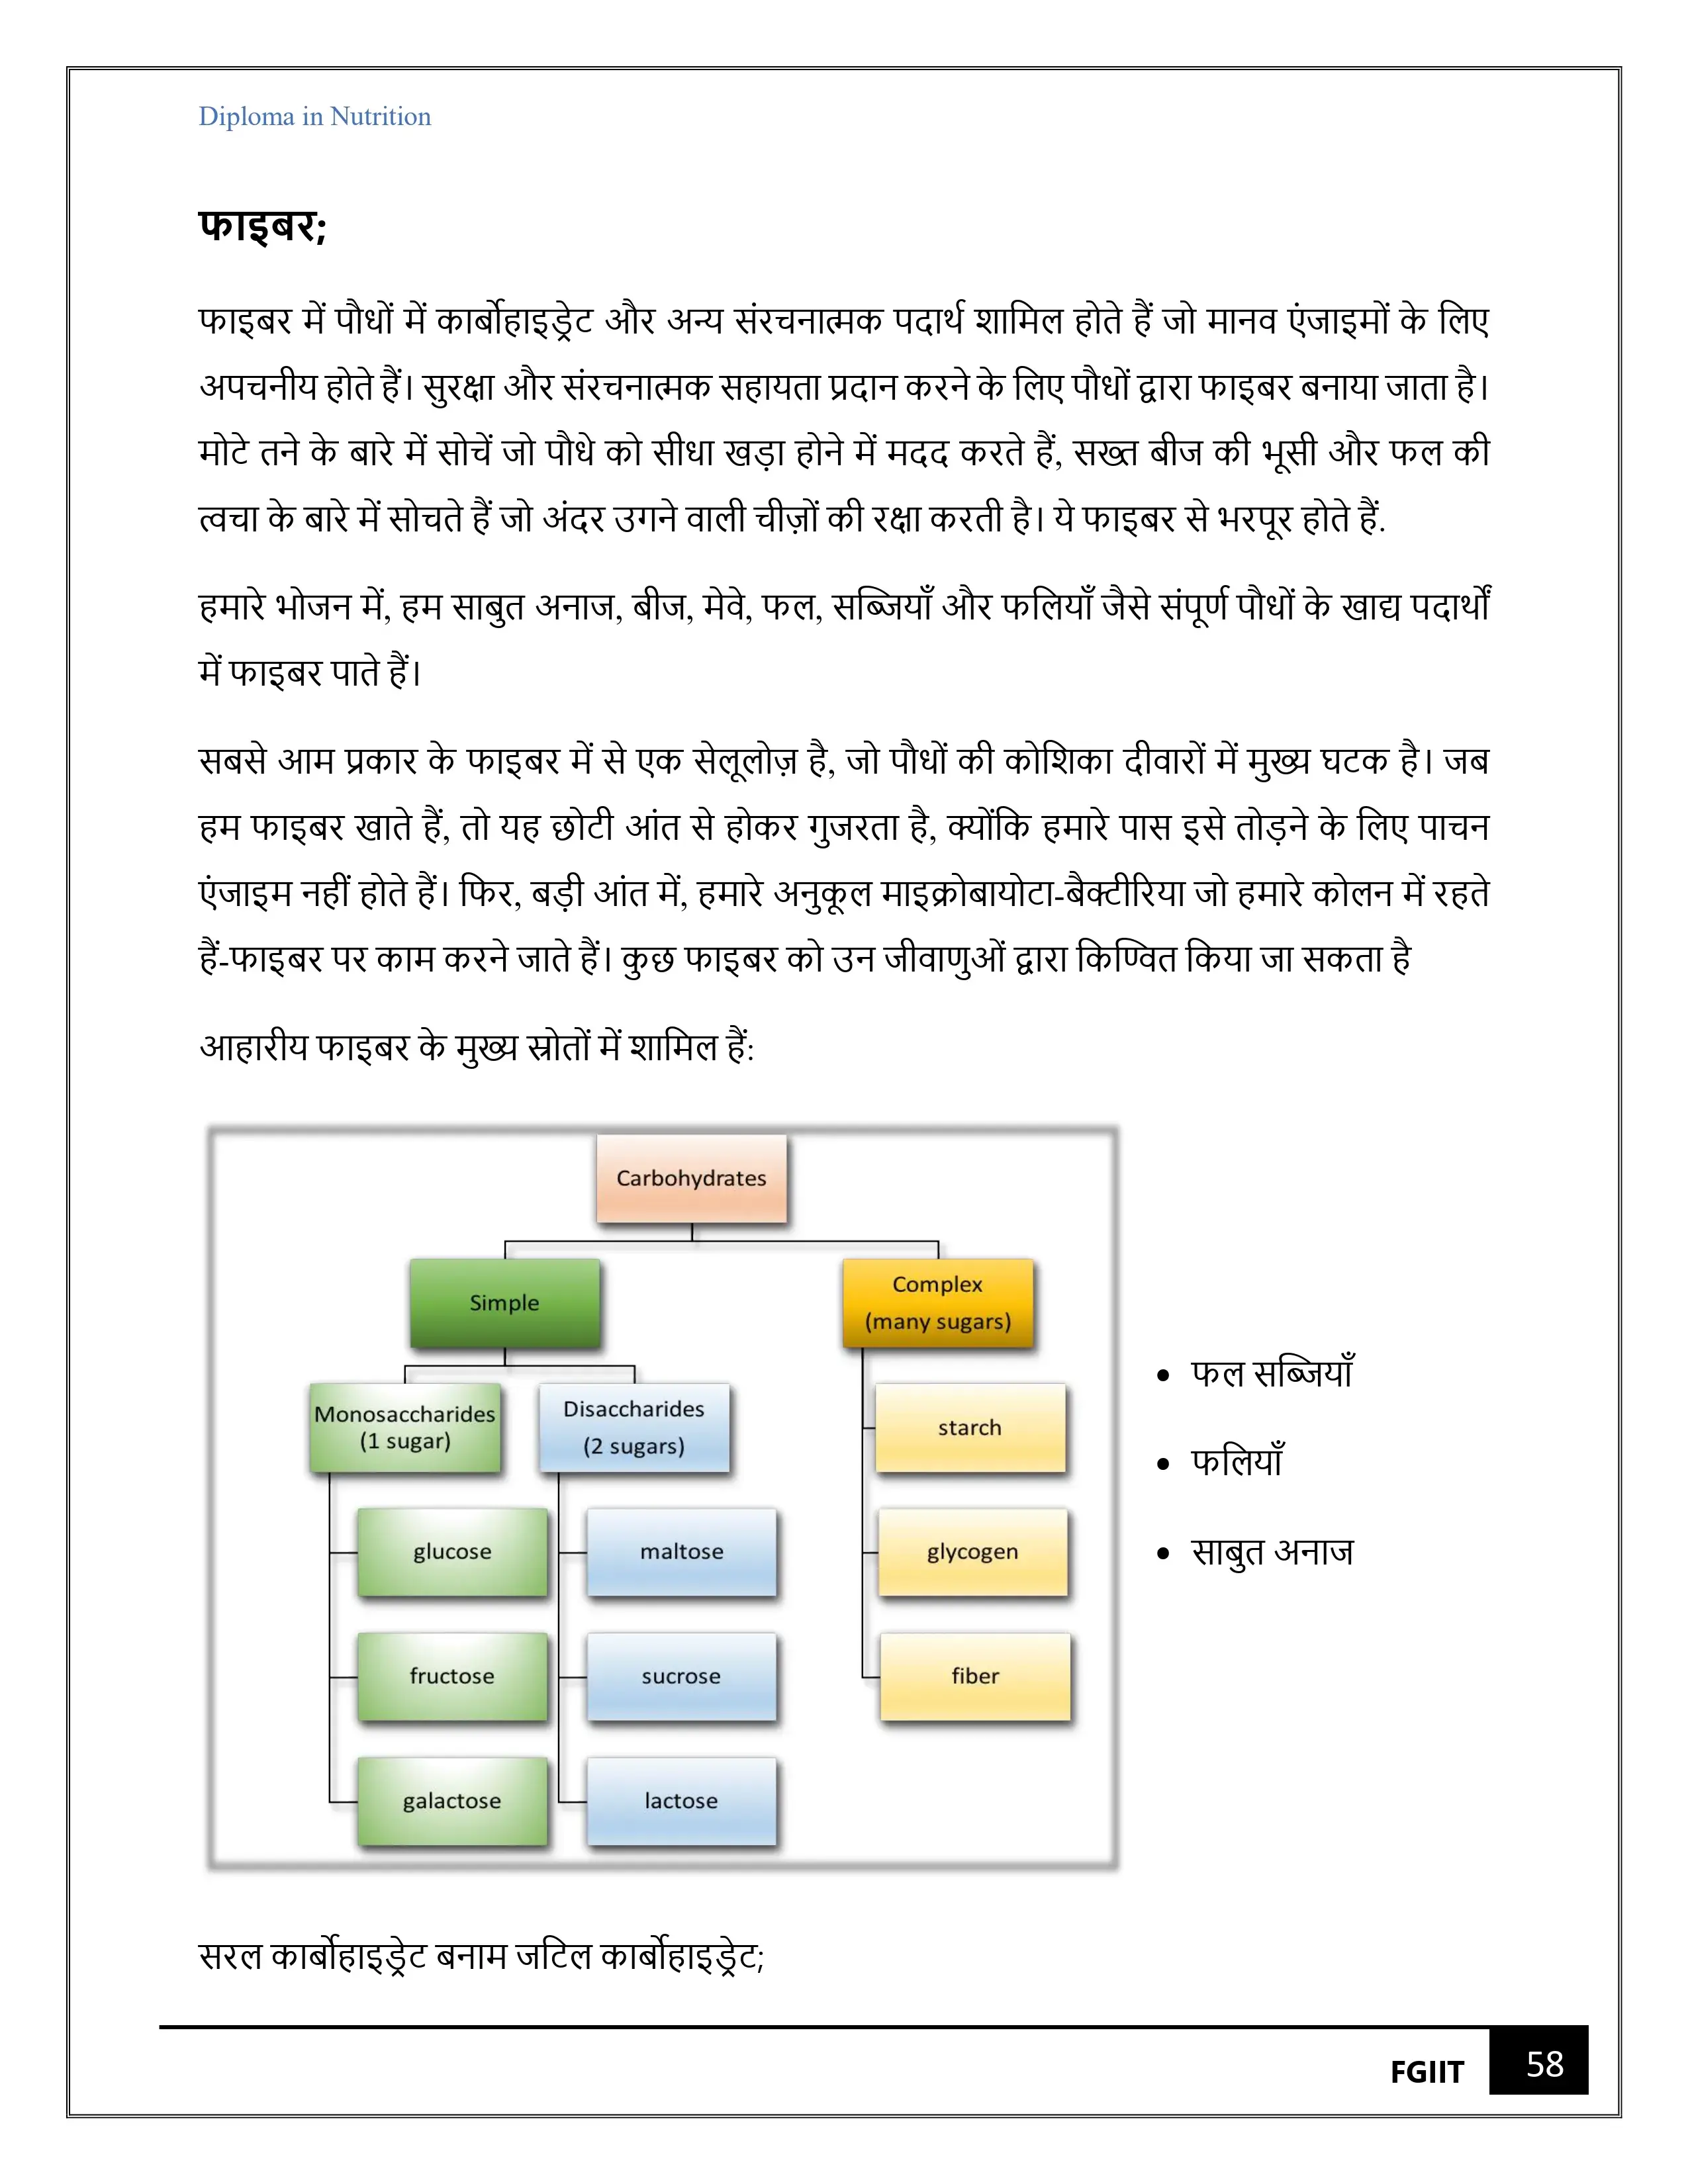 Diploma in Nutrition
फाइबर;
फाइबर में पौधों में कार्बोहाइड्रेट और अन्य संरचनात्मक पदार्थ शामिल होते हैं जो मानव एंजाइमों के लिए
अपचनीय होते हैं। सुरक्षा और संरचनात्मक सहायता प्रदान करने के लिए पौधों द्वारा फाइबर बनाया जाता है।
मोटे तने के बारे में सोचें जो पौधे को सीधा खड़ा होने में मदद करते हैं, सख्त बीज की भूसी और फल की
त्वचा के बारे में सोचते हैं जो अंदर उगने वाली चीज़ों की रक्षा करती है। ये फाइबर से भरपूर होते हैं.
हमारे भोजन में, हम साबुत अनाज, बीज, मेवे, फल, सब्जियाँ और फलियाँ जैसे संपूर्ण पौधों के खाद्य पदार्थों
में फाइबर पाते हैं।
सबसे आम प्रकार के फाइबर में से एक सेलूलोज़ है, जो पौधों की कोशिका दीवारों में मुख्य घटक है। जब
हम फाइबर खाते हैं, तो यह छोटी आंत से होकर गुजरता है, क्योंकि हमारे पास इसे तोड़ने के लिए पाचन
एंजाइम नहीं होते हैं। फिर, बड़ी आंत में, हमारे अनुकूल माइक्रोबायोटा-बैक्टीरिया जो हमारे कोलन में रहते
हैं-फाइबर पर काम करने जाते हैं। कुछ फाइबर को उन जीवाणुओं द्वारा किण्वित किया जा सकता है
आहारीय फाइबर के मुख्य स्रोतों में शामिल हैं:
Carbohydrates
Simple
Complex
(many sugars)
Monosaccharides
(1 sugar)
Disaccharides
(2 sugars)
starch
glucose
maltose
glycogen
fructose
sucrose
fiber
galactose
lactose
• फल सब्जियाँ
• फलियाँ
• साबुत अनाज
सरल कार्बोहाइड्रेट बनाम जटिल कार्बोहाइड्रेट;
FGIIT
58